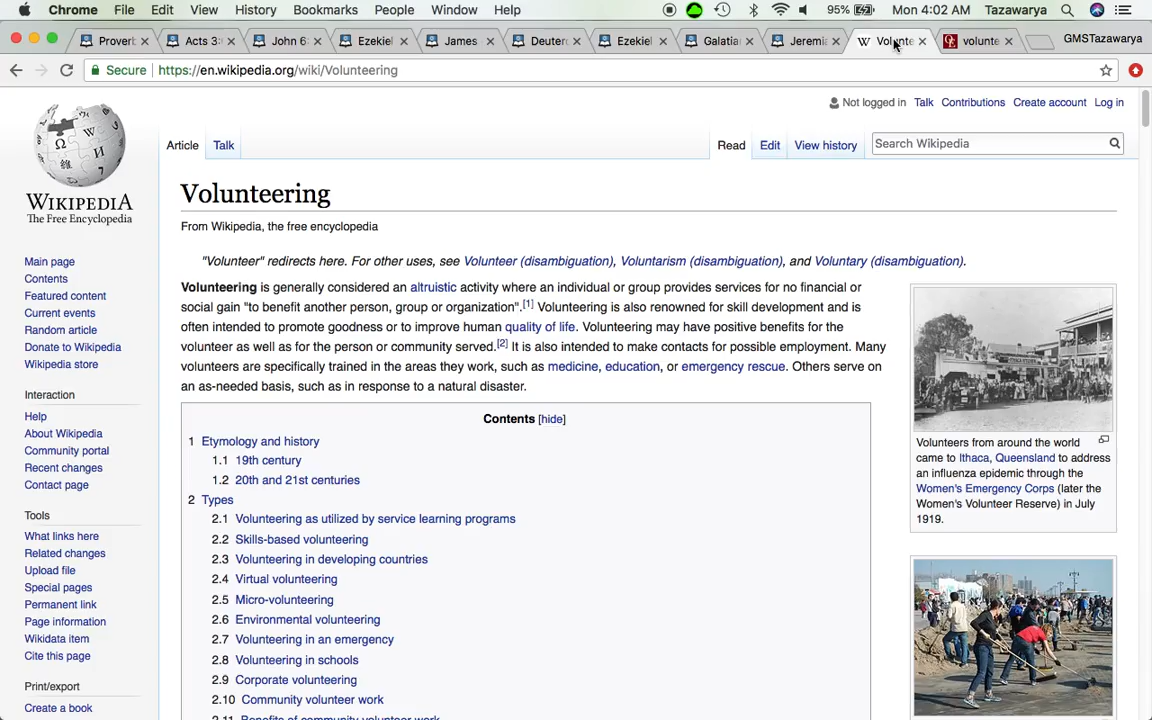 Chrome File Edit View History Bookmarks People Window Help 95% Mon 4:02 AM Tazawarya
Proverb Acts 3: John 6: Ezekiel James Deuter Ezekiel Galatia Jeremia Volunte volunte GMSTazawarya
Secure https://en.wikipedia.org/wiki/Volunteering
Not logged in Talk Contributions Create account Log in
Article Talk Read Edit View history Search Wikipedia
WIKIPEDIA
The Free Encyclopedia
Main page
Contents
Featured content
Current events
Random article
Donate to Wikipedia
Wikipedia store
Interaction
Help
About Wikipedia
Community portal
Recent changes
Contact page
Tools
What links here
Related changes
Upload file
Special pages
Permanent link
Page information
Wikidata item
Cite this page
Print/export
Create a book
Volunteering
From Wikipedia, the free encyclopedia
"Volunteer" redirects here. For other uses, see Volunteer (disambiguation), Voluntarism (disambiguation), and Voluntary (disambiguation).
Volunteering is generally considered an altruistic activity where an individual or group provides services for no financial or
social gain "to benefit another person, group or organization".[1] Volunteering is also renowned for skill development and is
often intended to promote goodness or to improve human quality of life. Volunteering may have positive benefits for the
volunteer as well as for the person or community served.[2] It is also intended to make contacts for possible employment. Many
volunteers are specifically trained in the areas they work, such as medicine, education, or emergency rescue. Others serve on
an as-needed basis, such as in response to a natural disaster.
Contents [hide]
1 Etymology and history
1.1 19th century
1.2 20th and 21st centuries
2 Types
2.1 Volunteering as utilized by service learning programs
2.2 Skills-based volunteering
2.3 Volunteering in developing countries
2.4 Virtual volunteering
2.5 Micro-volunteering
2.6 Environmental volunteering
2.7 Volunteering in an emergency
2.8 Volunteering in schools
2.9 Corporate volunteering
2.10 Community volunteer work
2.11 Benefits of community volunteer work
Volunteers from around the world
came to Ithaca, Queensland to address
an influenza epidemic through the
Women's Emergency Corps (later the
Women's Volunteer Reserve) in July
1919.